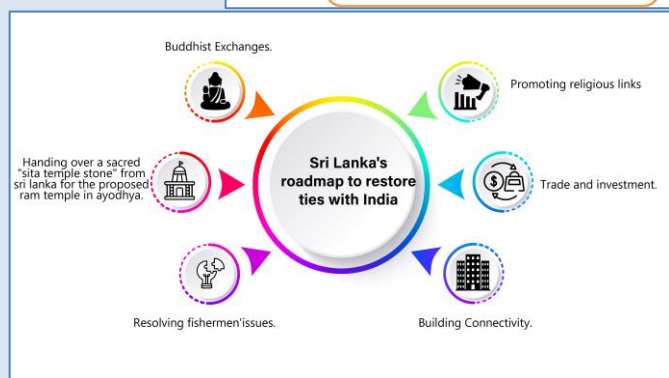 Buddhist Exchanges.
Promoting religious links
Handing over a sacred
"sita temple stone" from
sri lanka for the proposed
ram temple in ayodhya.
Sri Lanka's
roadmap to restore
ties with India
Trade and investment.
Resolving fishermen'issues.
Building Connectivity.